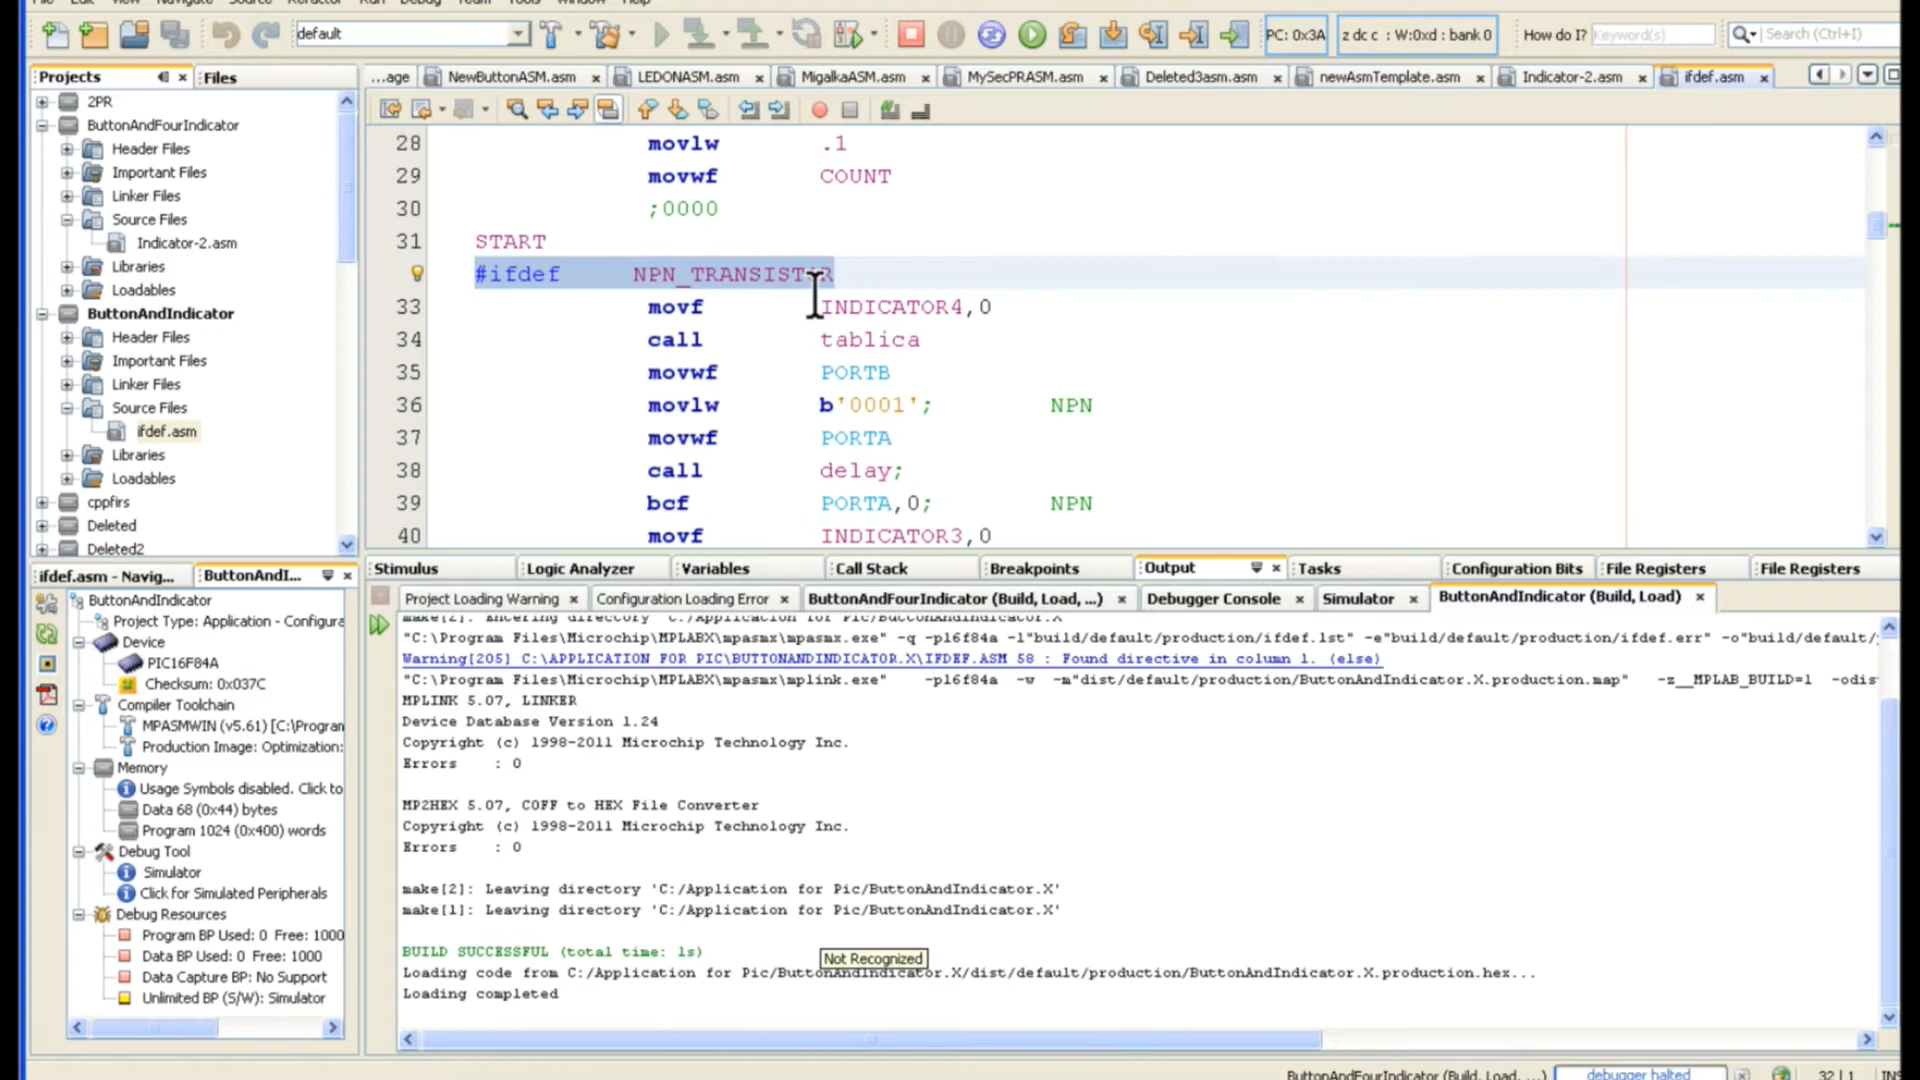 default
PC: 0x3A
z dc c : W:0xd : bank 0
How do I?
Keyword(s)
Search (Ctrl+I)
Projects
Files
...age
NewButtonASM.asm
LEDONASM.asm
MigalkaASM.asm
MySecPRASM.asm
Deleted3asm.asm
newAsmTemplate.asm
Indicator-2.asm
ifdef.asm
2PR
ButtonAndFourIndicator
Header Files
Important Files
Linker Files
Source Files
Indicator-2.asm
Libraries
Loadables
ButtonAndIndicator
Header Files
Important Files
Linker Files
Source Files
ifdef.asm
Libraries
Loadables
cppfirs
Deleted
Deleted2
28 movlw .1
29 movwf COUNT
30 ;0000
31 START
#ifdef NPN_TRANSISTOR
33 movf INDICATOR4,0
34 call tablica
35 movwf PORTB
36 movlw b'0001'; NPN
37 movwf PORTA
38 call delay;
39 bcf PORTA,0; NPN
40 movf INDICATOR3,0
ifdef.asm - Navig...
ButtonAndI...
ButtonAndIndicator
Project Type: Application - Configura
Device
PIC16F84A
Checksum: 0x037C
Compiler Toolchain
MPASMWIN (v5.61) [C:\Program
Production Image: Optimization:
Memory
Usage Symbols disabled. Click to
Data 68 (0x44) bytes
Program 1024 (0x400) words
Debug Tool
Simulator
Click for Simulated Peripherals
Debug Resources
Program BP Used: 0 Free: 1000
Data BP Used: 0 Free: 1000
Data Capture BP: No Support
Unlimited BP (S/W): Simulator
Stimulus
Logic Analyzer
Variables
Call Stack
Breakpoints
Output
Tasks
Configuration Bits
File Registers
File Registers
Project Loading Warning
Configuration Loading Error
ButtonAndFourIndicator (Build, Load, ...)
Debugger Console
Simulator
ButtonAndIndicator (Build, Load)
make[2]: Entering directory 'C:/Application for Pic/ButtonAndIndicator.X'
"C:\Program Files\Microchip\MPLABX\mpasmx\mpasmx.exe" -q -p16f84a -l"build/default/production/ifdef.lst" -e"build/default/production/ifdef.err" -o"build/default/
Warning[205] C:\APPLICATION FOR PIC\BUTTONANDINDICATOR.X\IFDEF.ASM 58 : Found directive in column 1. (else)
"C:\Program Files\Microchip\MPLABX\mpasmx\mplink.exe" -p16f84a -w -m"dist/default/production/ButtonAndIndicator.X.production.map" -z__MPLAB_BUILD=1 -odis
MPLINK 5.07, LINKER
Device Database Version 1.24
Copyright (c) 1998-2011 Microchip Technology Inc.
Errors : 0
MP2HEX 5.07, COFF to HEX File Converter
Copyright (c) 1998-2011 Microchip Technology Inc.
Errors : 0
make[2]: Leaving directory 'C:/Application for Pic/ButtonAndIndicator.X'
make[1]: Leaving directory 'C:/Application for Pic/ButtonAndIndicator.X'
BUILD SUCCESSFUL (total time: 1s)
Not Recognized
Loading code from C:/Application for Pic/ButtonAndIndicator.X/dist/default/production/ButtonAndIndicator.X.production.hex...
Loading completed
ButtonAndFourIndicator (Build, Load, ...)
debugger halted
32 | 1
INS